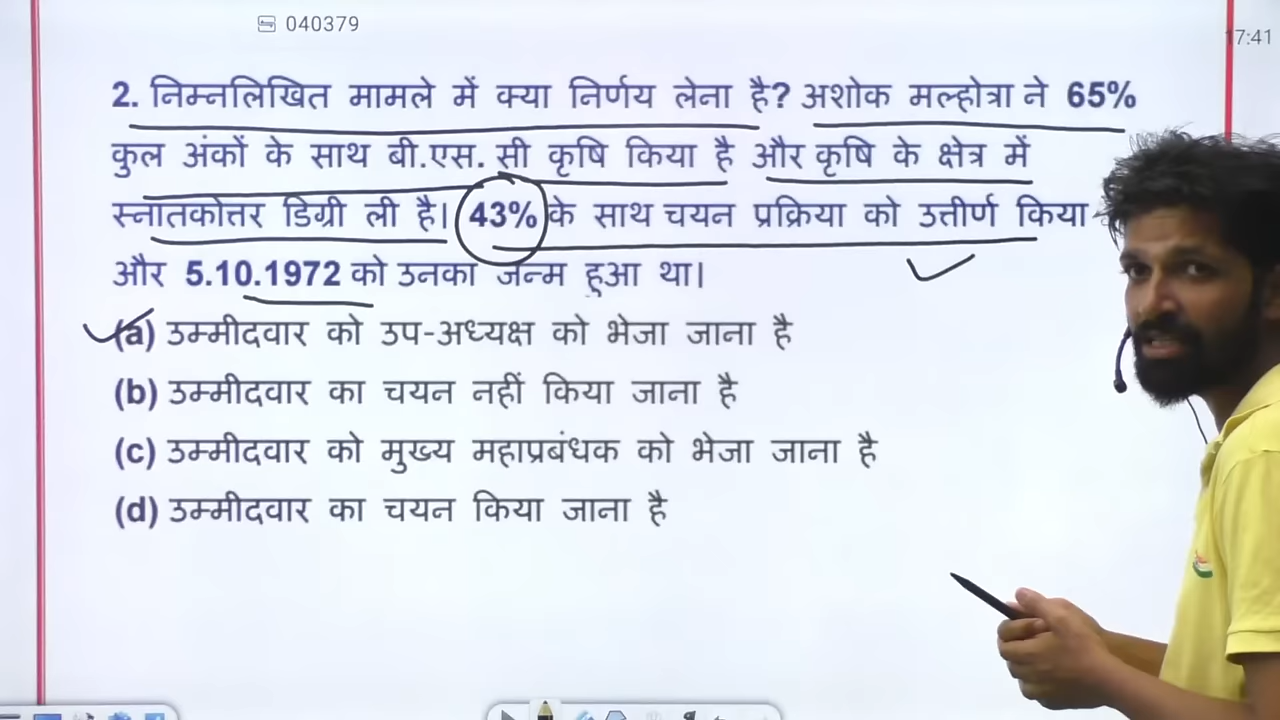 040379
17:41
2. निम्नलिखित मामले में क्या निर्णय लेना है? अशोक मल्होत्रा ने 65%
कुल अंकों के साथ बी.एस. सी कृषि किया है और कृषि के क्षेत्र में
स्नातकोत्तर डिग्री ली है। 43% के साथ चयन प्रक्रिया को उत्तीर्ण किया
और 5.10.1972 को उनका जन्म हुआ था।
(a) उम्मीदवार को उप-अध्यक्ष को भेजा जाना है
(b) उम्मीदवार का चयन नहीं किया जाना है
(c) उम्मीदवार को मुख्य महाप्रबंधक को भेजा जाना है
(d) उम्मीदवार का चयन किया जाना है